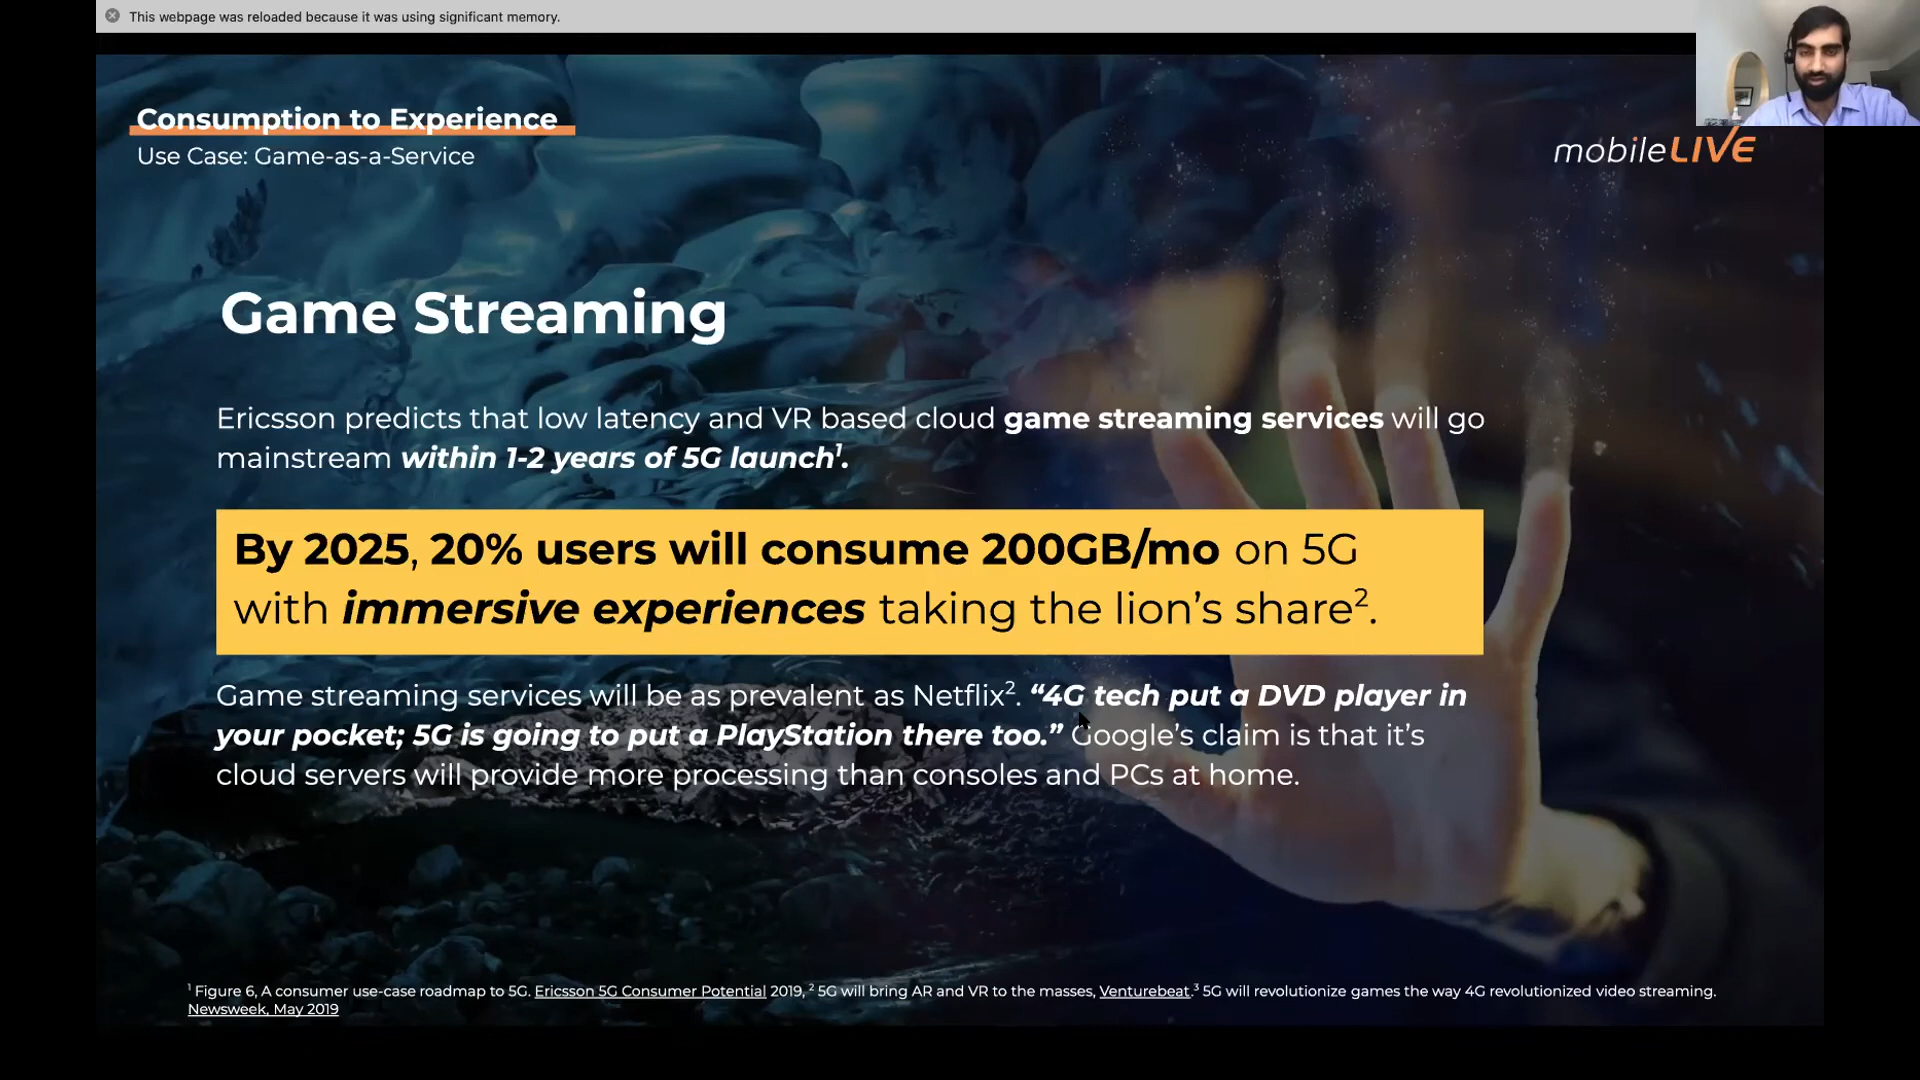 This webpage was reloaded because it was using significant memory.
Consumption to Experience
Use Case: Game-as-a-Service
mobileLIVE
Game Streaming
Ericsson predicts that low latency and VR based cloud game streaming services will go
mainstream within 1-2 years of 5G launch¹.
By 2025, 20% users will consume 200GB/mo on 5G
with immersive experiences taking the lion’s share².
Game streaming services will be as prevalent as Netflix². “4G tech put a DVD player in
your pocket; 5G is going to put a PlayStation there too.” Google’s claim is that it’s
cloud servers will provide more processing than consoles and PCs at home.
¹ Figure 6, A consumer use-case roadmap to 5G. Ericsson 5G Consumer Potential 2019, ² 5G will bring AR and VR to the masses, Venturebeat.³ 5G will revolutionize games the way 4G revolutionized video streaming.
Newsweek, May 2019